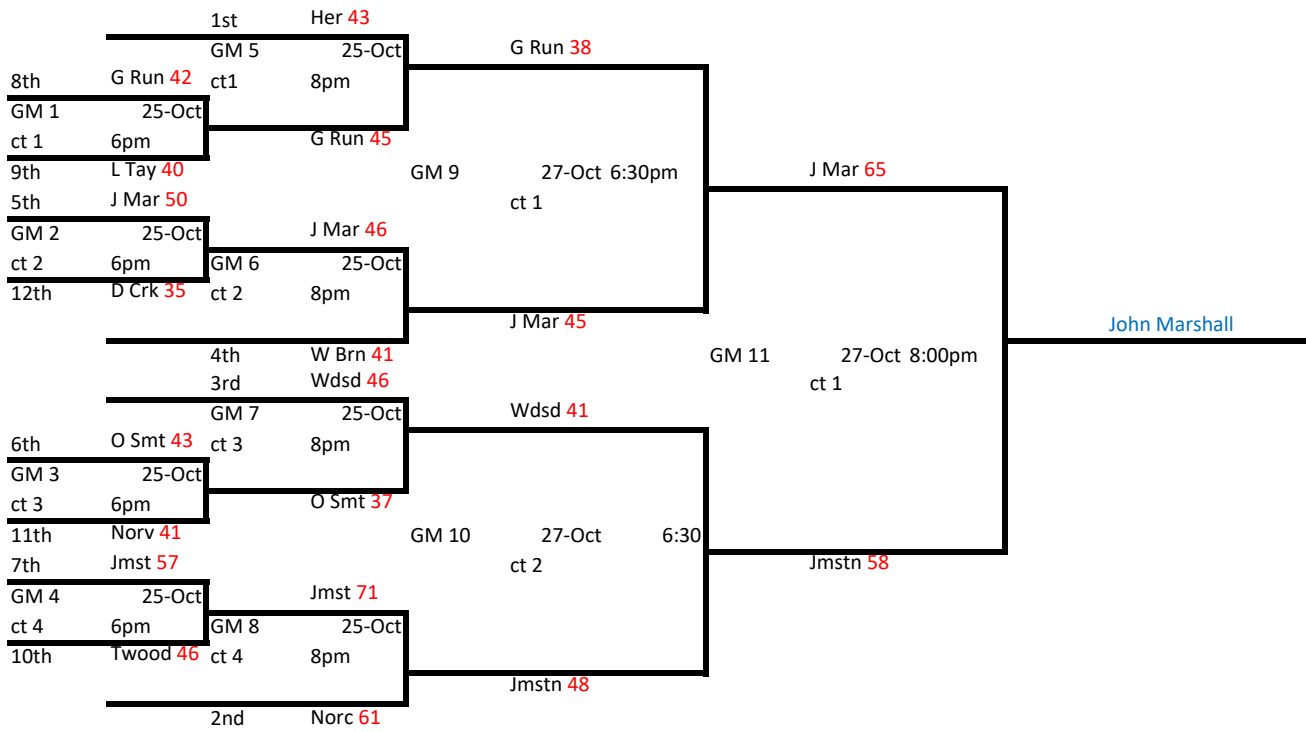 1st Her 43
GM 5 25-Oct
G Run 38
8th G Run 42 ct1 8pm
GM 1 25-Oct
ct 1 6pm G Run 45
9th L Tay 40 GM 9 27-Oct 6:30pm J Mar 65
5th J Mar 50 ct 1
GM 2 25-Oct J Mar 46
ct 2 6pm GM 6 25-Oct
12th D Crk 35 ct 2 8pm
J Mar 45 John Marshall
4th W Brn 41 GM 11 27-Oct 8:00pm
3rd Wdsd 46 ct 1
GM 7 25-Oct Wdsd 41
6th O Smt 43 ct 3 8pm
GM 3 25-Oct
ct 3 6pm O Smt 37
11th Norv 41 GM 10 27-Oct 6:30
7th Jmst 57 ct 2 Jmstn 58
GM 4 25-Oct Jmst 71
ct 4 6pm GM 8 25-Oct
10th Twood 46 ct 4 8pm
Jmstn 48
2nd Norc 61